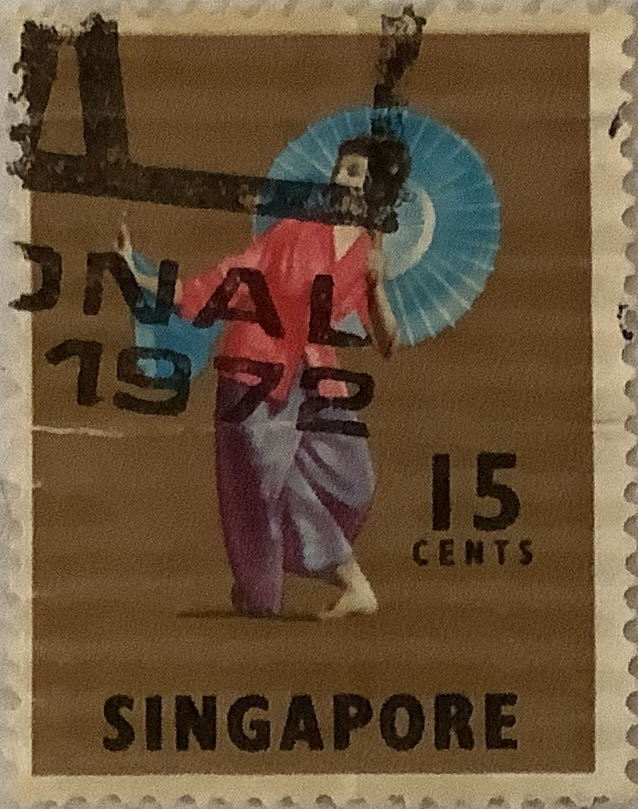 ONAL
1972
15
CENTS
SINGAPORE